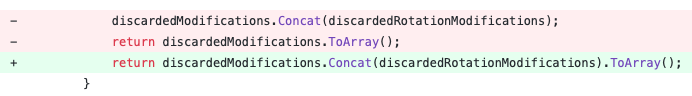 -            discardedModifications.Concat(discardedRotationModifications);
-            return discardedModifications.ToArray();
+            return discardedModifications.Concat(discardedRotationModifications).ToArray();
         }